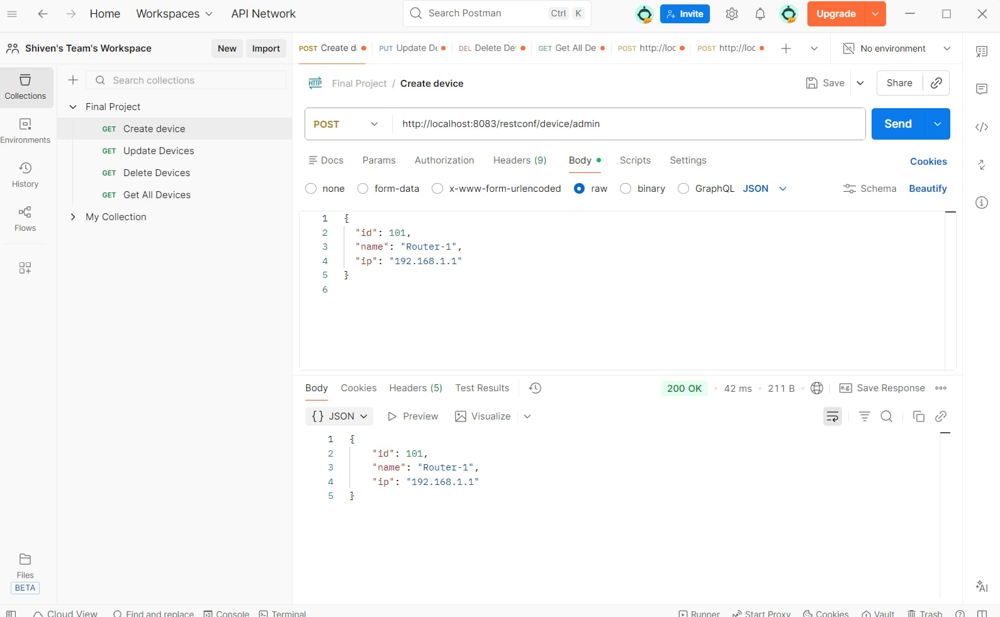 Home Workspaces API Network Search Postman Ctrl K Invite Upgrade
Shiven's Team's Workspace New Import
POST Create d PUT Update De DEL Delete De GET Get All De POST http://loc POST http://loc No environment
Collections
Environments
History
Flows
Files
BETA
Search collections
Final Project
GET Create device
GET Update Devices
GET Delete Devices
GET Get All Devices
My Collection
HTTP Final Project / Create device Save Share
POST http://localhost:8083/restconf/device/admin Send
Docs Params Authorization Headers (9) Body Scripts Settings Cookies
none form-data x-www-form-urlencoded raw binary GraphQL JSON Schema Beautify
1 {
2 "id": 101,
3 "name": "Router-1",
4 "ip": "192.168.1.1"
5 }
6
Body Cookies Headers (5) Test Results 200 OK 42 ms 211 B e.g. Save Response
{} JSON Preview Visualize
1 {
2 "id": 101,
3 "name": "Router-1",
4 "ip": "192.168.1.1"
5 }
AI
Cloud View Find and replace Console Terminal Runner Start Proxy Cookies Vault Trash